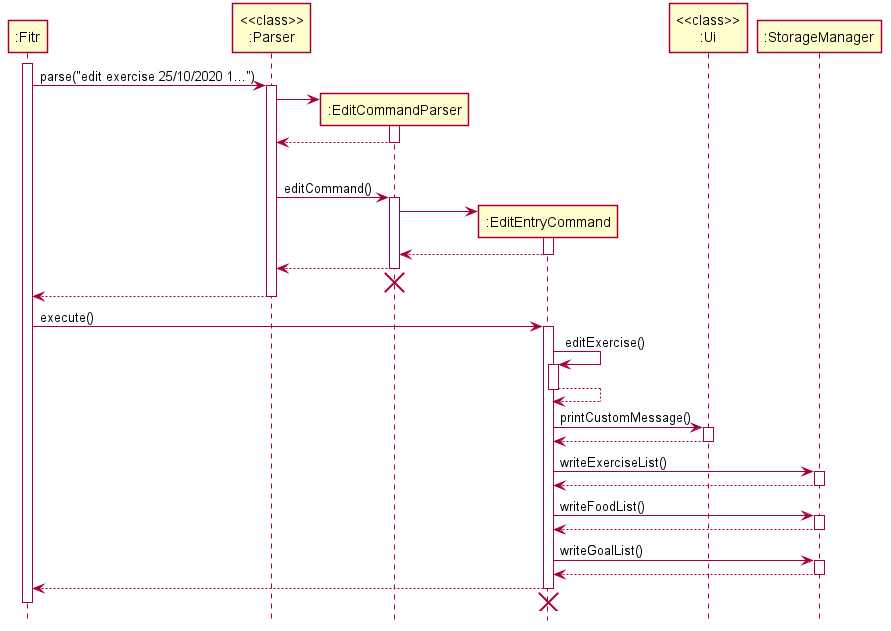 :Fitr
<<class>>
:Parser
<<class>>
:Ui
:StorageManager
parse("edit exercise 25/10/2020 1...")
:EditCommandParser
editCommand()
:EditEntryCommand
execute()
editExercise()
printCustomMessage()
writeExerciseList()
writeFoodList()
writeGoalList()